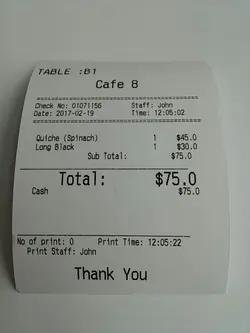 TABLE :B1
Cafe 8
Check No: 01071156 Staff: John
Date: 2017-02-19 Time: 12:05:02
Quiche (Spinach) 1 $45.0
Long Black 1 $30.0
Sub Total: $75.0
Total: $75.0
Cash $75.0
No of print: 0 Print Time: 12:05:22
Print Staff: John
Thank You